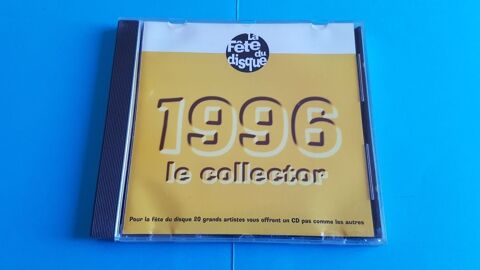 La
Fête
du
disque
1996
le collector
Pour la fête du disque 20 grands artistes vous offrent un CD pas comme les autres